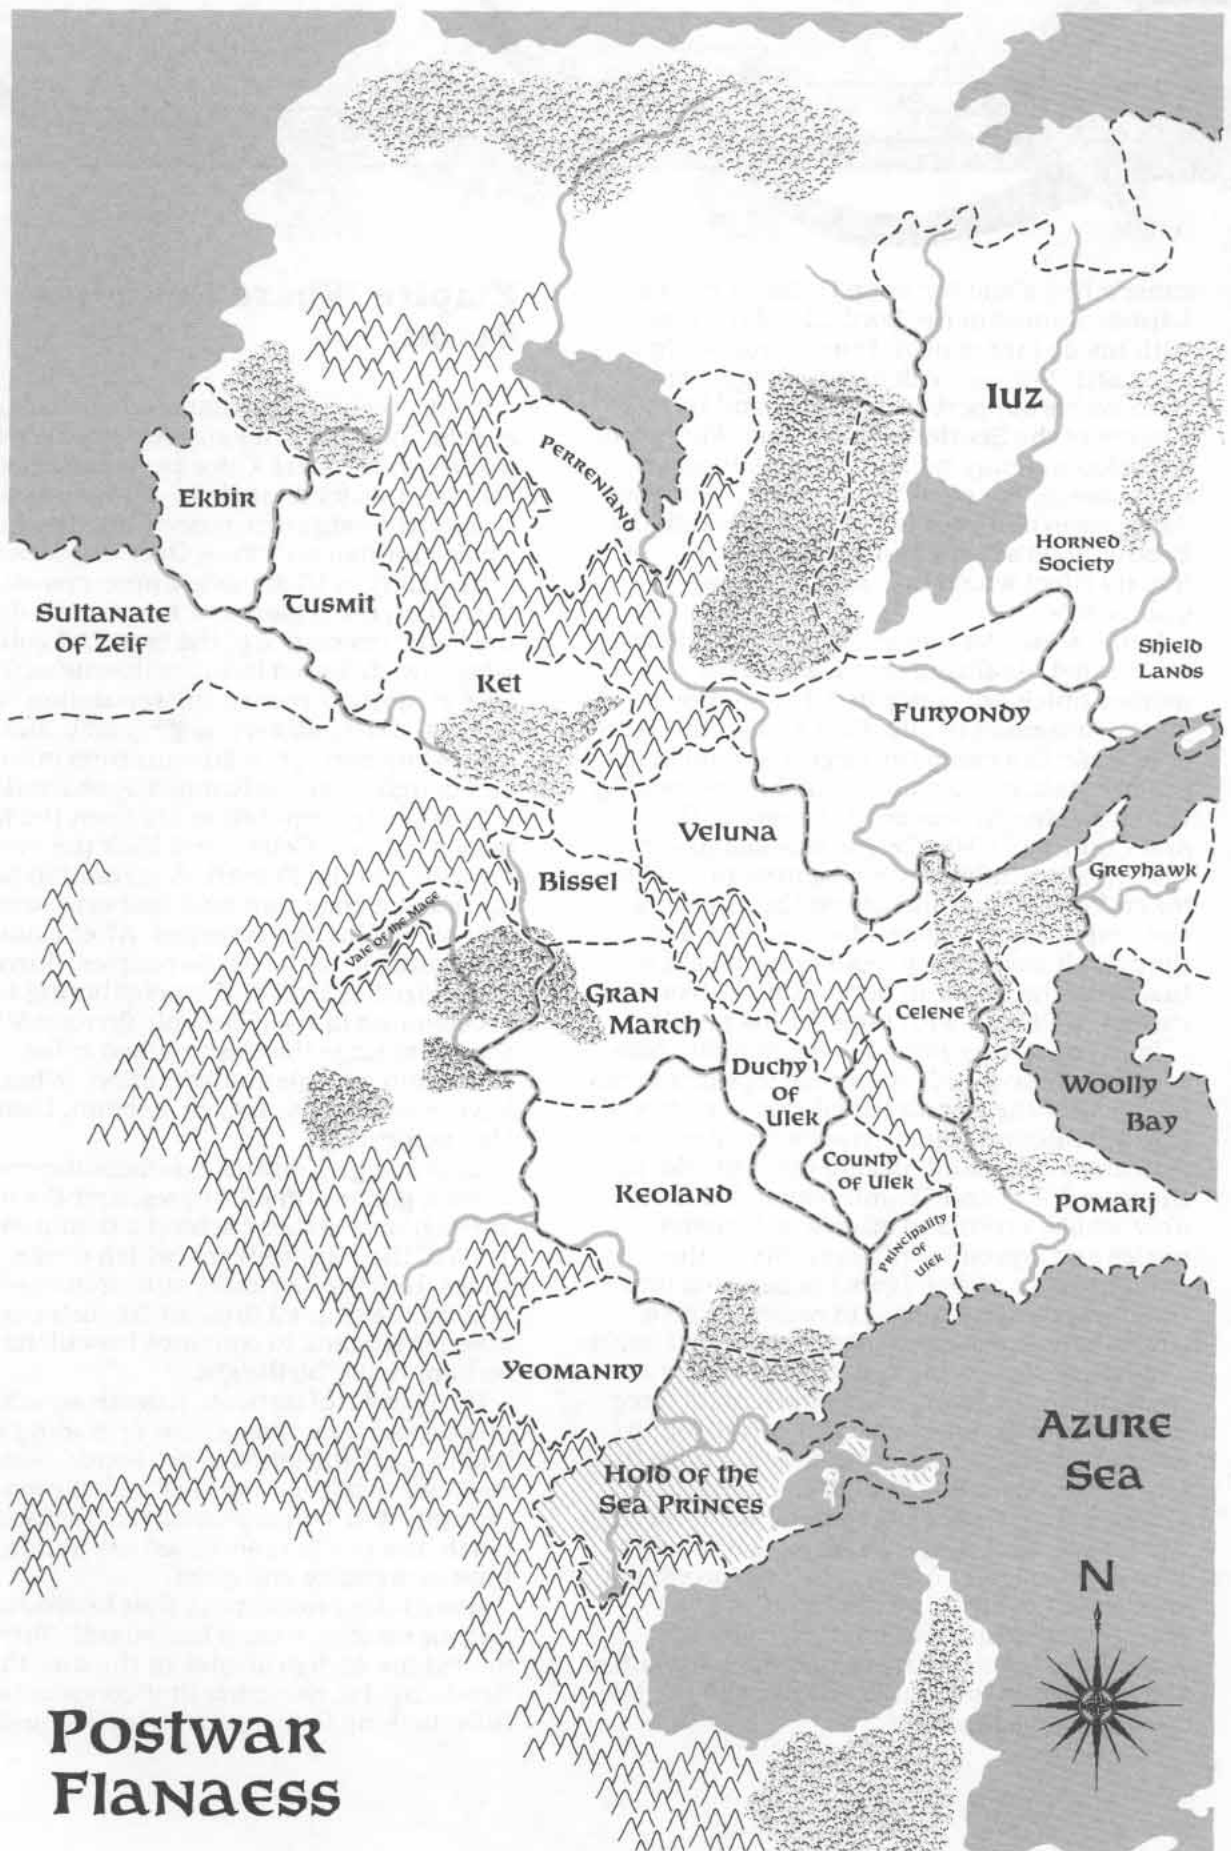 Iuz
Perrenland
Ekbir
Horned
Society
Tusmit
Sultanate
of Zeif
Shield
Lands
Ket
Furyondy
Veluna
Greyhawk
Bissel
Vale of the Mage
Gran
March
Celene
Duchy
of
Ulek
Woolly
Bay
County
of Ulek
Keoland
Pomarj
Principality
of
Ulek
Yeomanry
Azure
Sea
Hold of the
Sea Princes
N
Postwar
Flanaess